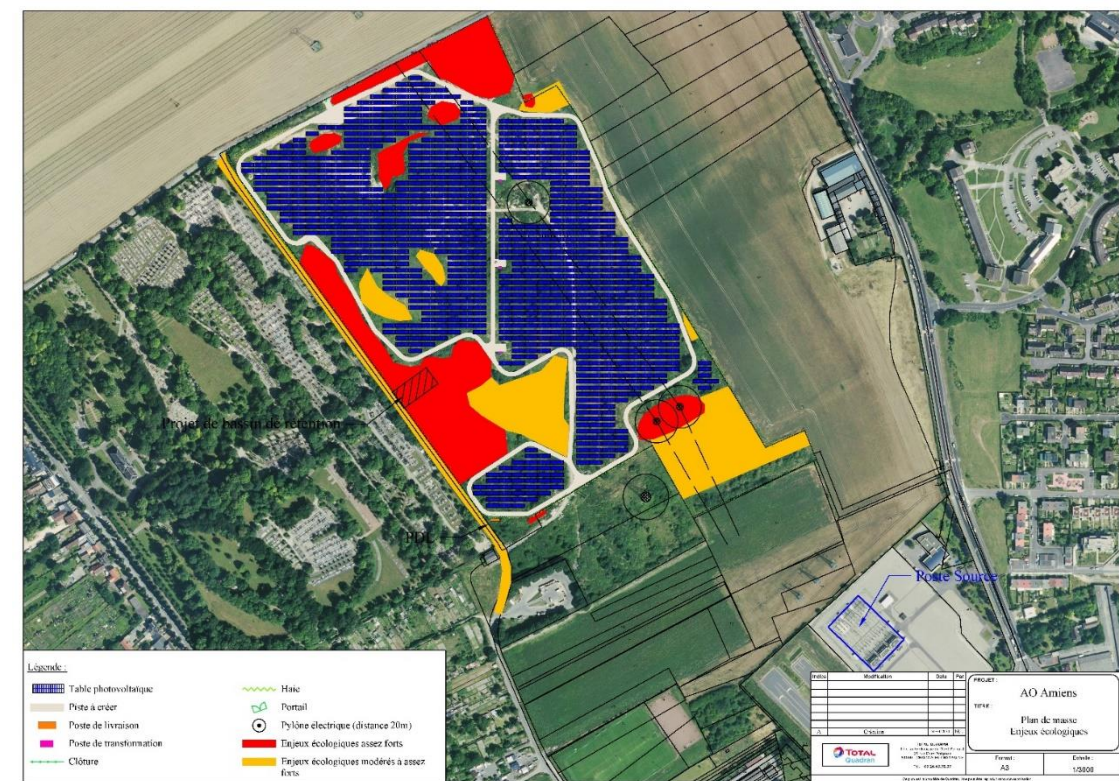 Projet de bassin de rétention
PDL
Poste Source
Légende :
Table photovoltaïque
Piste à créer
Poste de livraison
Poste de transformation
Clôture
Haie
Portail
Pylône électrique (distance 20m)
Enjeux écologiques assez forts
Enjeux écologiques modérés à assez
forts
Indice
Modification
Date
Par
A
Création
PROJET :
AO Amiens
TITRE :
Plan de masse
Enjeux écologiques
TOTAL
Quadran
Format :
A3
Echelle :